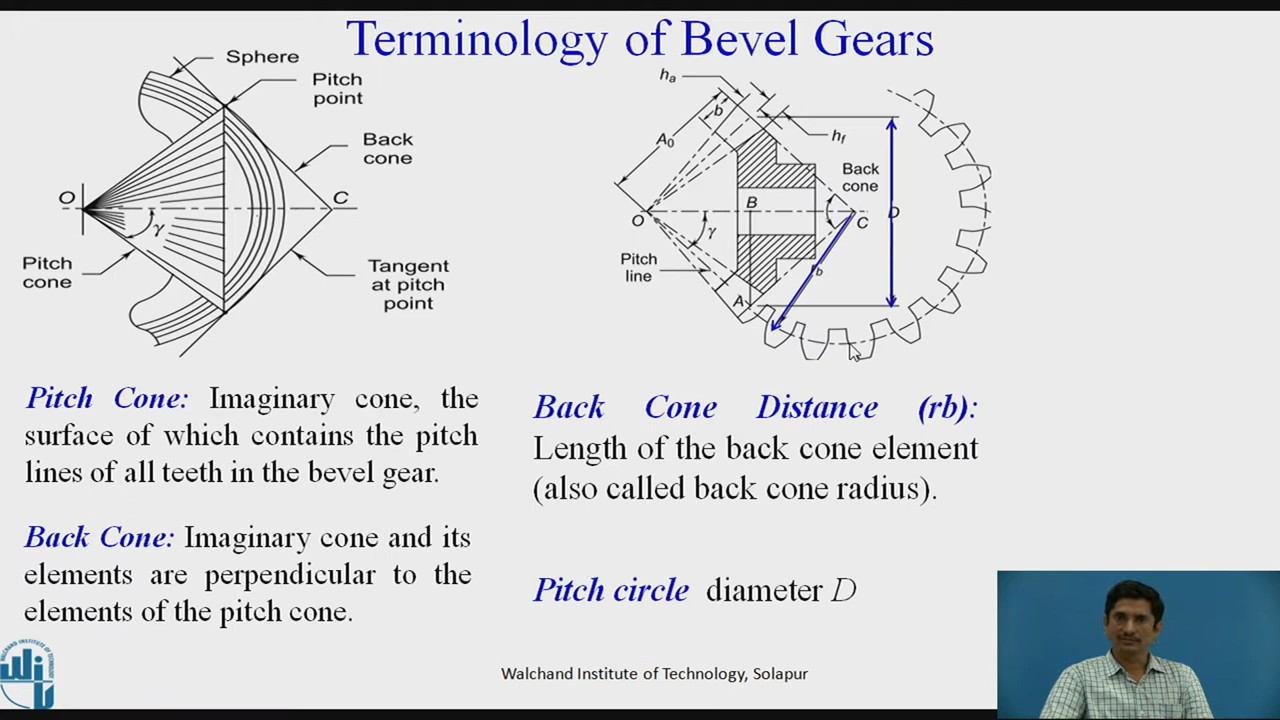 Terminology of Bevel Gears
Sphere
Pitch
point
Back
cone
O
C
γ
Pitch
cone
Tangent
at pitch
point
ha
b
A0
hf
Back
cone
B
O
C
D
γ
Pitch
line
rb
A
Pitch Cone: Imaginary cone, the
surface of which contains the pitch
lines of all teeth in the bevel gear.
Back Cone: Imaginary cone and its
elements are perpendicular to the
elements of the pitch cone.
Back Cone Distance (rb):
Length of the back cone element
(also called back cone radius).
Pitch circle diameter D
Walchand Institute of Technology, Solapur